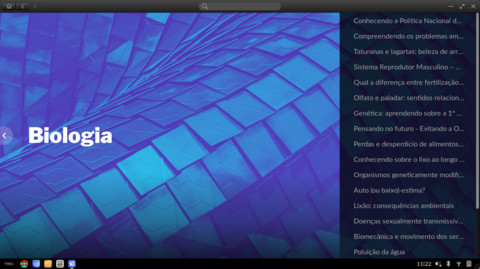 Biologia
Conhecendo a Política Nacional d...
Compreendendo os problemas am...
Taturanas e lagartas: beleza de arr...
Sistema Reprodutor Masculino – ...
Qual a diferença entre fertilização...
Olfato e paladar: sentidos relacion...
Genética: aprendendo sobre a 1ª ...
Pensando no futuro - Evitando a O...
Perdas e desperdício de alimentos...
Conhecendo sobre o lixo ao longo ...
Organismos geneticamente modifi...
Auto (ou baixo)-estima?
Lixão: consequências ambientais
Doenças sexualmente transmissív...
Biomecânica e movimento dos ser...
Poluição da água
11:22